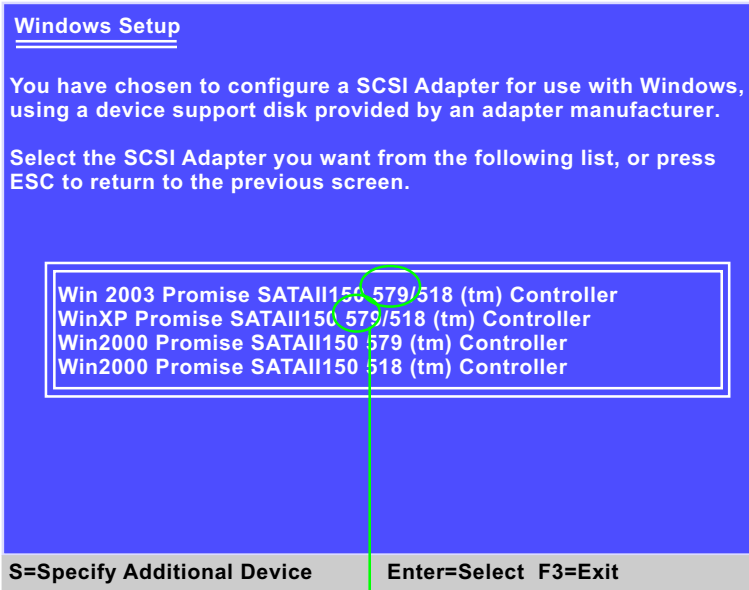 Windows Setup
You have chosen to configure a SCSI Adapter for use with Windows,
using a device support disk provided by an adapter manufacturer.
Select the SCSI Adapter you want from the following list, or press
ESC to return to the previous screen.
Win 2003 Promise SATAII150 579/518 (tm) Controller
WinXP Promise SATAII150 579/518 (tm) Controller
Win2000 Promise SATAII150 579 (tm) Controller
Win2000 Promise SATAII150 518 (tm) Controller
S=Specify Additional Device Enter=Select F3=Exit